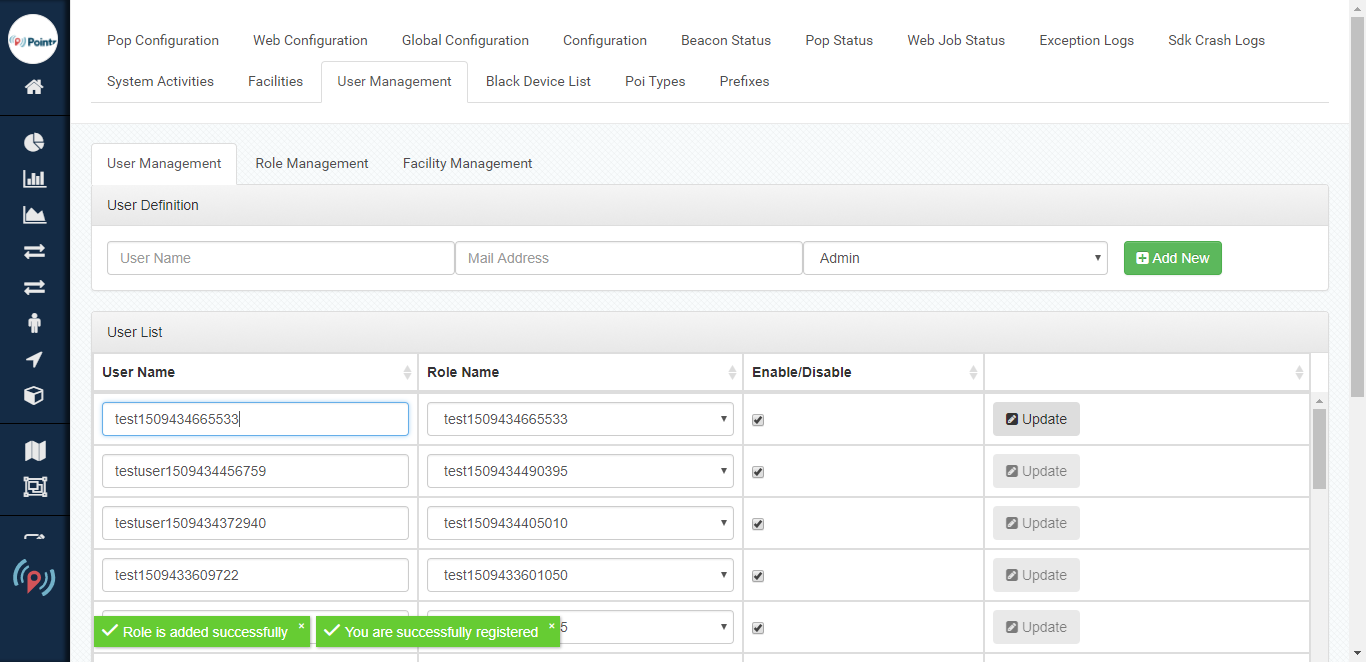 Pointr
Pop Configuration Web Configuration Global Configuration Configuration Beacon Status Pop Status Web Job Status Exception Logs Sdk Crash Logs
System Activities Facilities User Management Black Device List Poi Types Prefixes
User Management Role Management Facility Management
User Definition
User Name Mail Address Admin Add New
User List
User Name Role Name Enable/Disable
test1509434665533 test1509434665533 Update
testuser1509434456759 test1509434490395 Update
testuser1509434372940 test1509434405010 Update
test1509433609722 test1509433601050 Update
5 Update
Role is added successfully × You are successfully registered ×